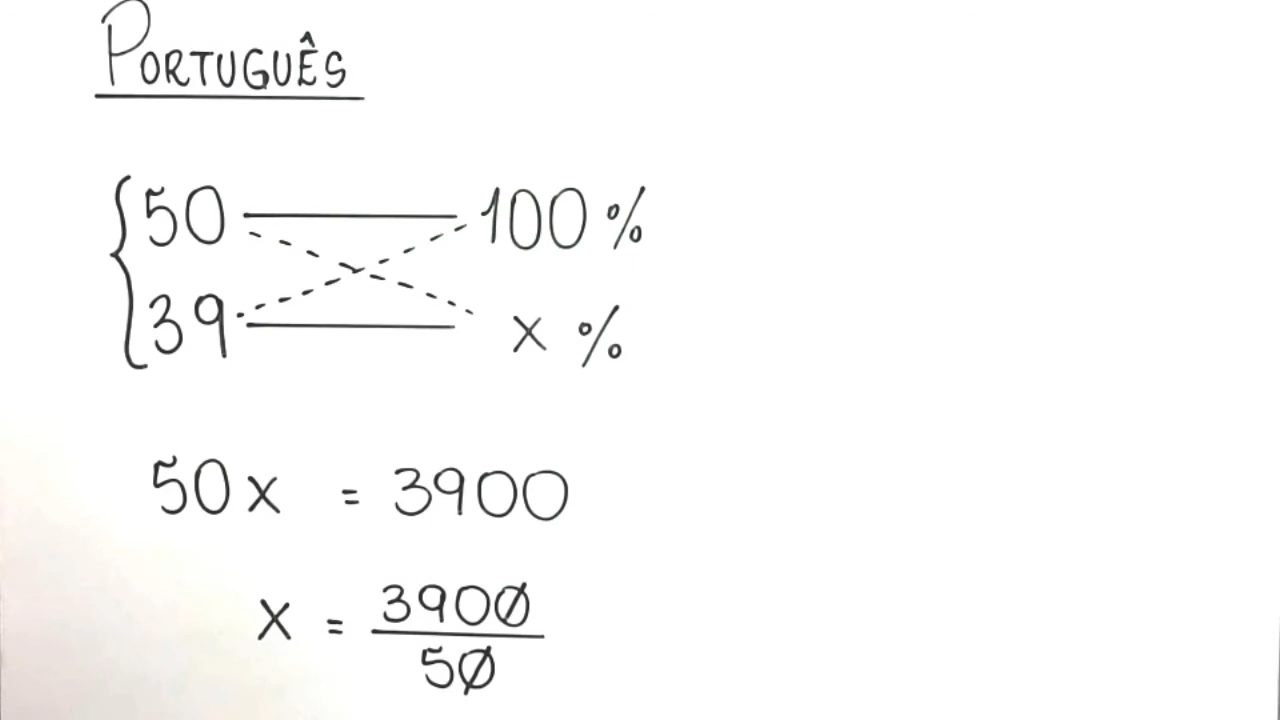 PORTUGUÊS
50 100 %
39 x %
50x = 3900
x = 3900
50